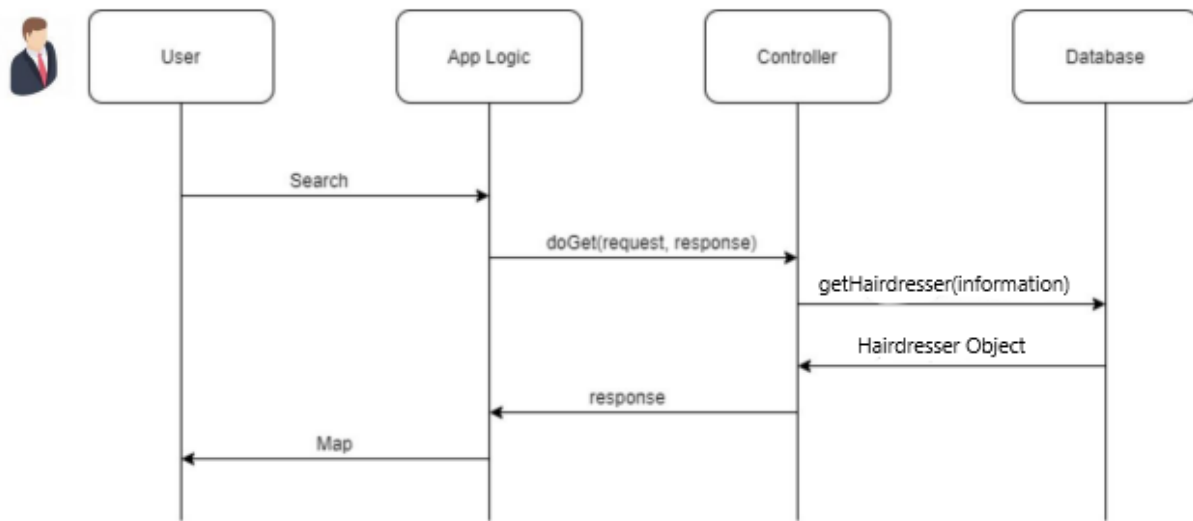 User
App Logic
Controller
Database
Search
doGet(request, response)
getHairdresser(information)
Hairdresser Object
response
Map